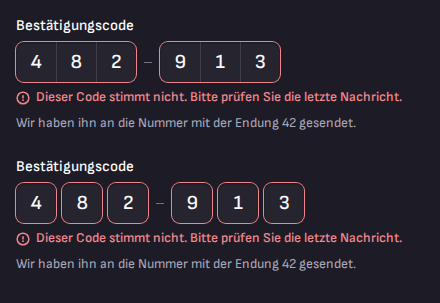 Bestätigungscode
4 8 2 – 9 1 3
Dieser Code stimmt nicht. Bitte prüfen Sie die letzte Nachricht.
Wir haben ihn an die Nummer mit der Endung 42 gesendet.
Bestätigungscode
4 8 2 – 9 1 3
Dieser Code stimmt nicht. Bitte prüfen Sie die letzte Nachricht.
Wir haben ihn an die Nummer mit der Endung 42 gesendet.